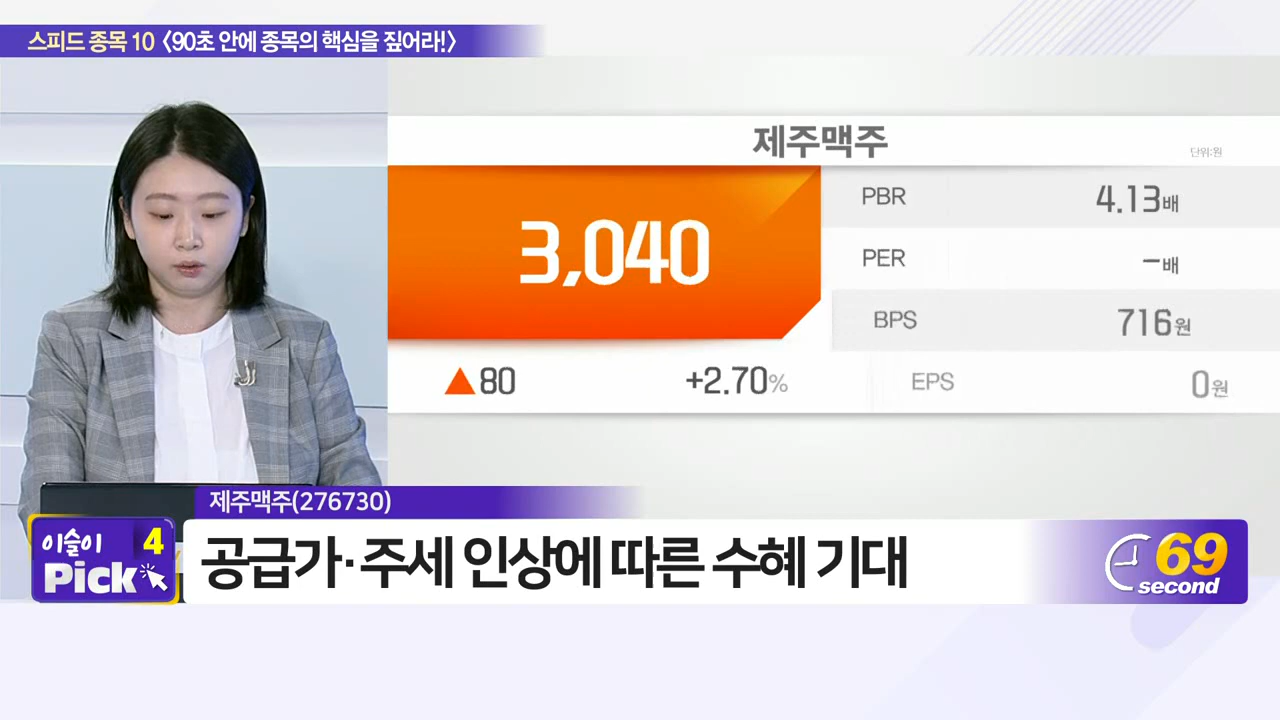 스피드 종목 10 〈90초 안에 종목의 핵심을 짚어라!〉
제주맥주
단위:원
3,040
▲80 +2.70%
PBR 4.13배
PER -배
BPS 716원
EPS 0원
제주맥주(276730)
이슬이 4
Pick
공급가·주세 인상에 따른 수혜 기대
69
second